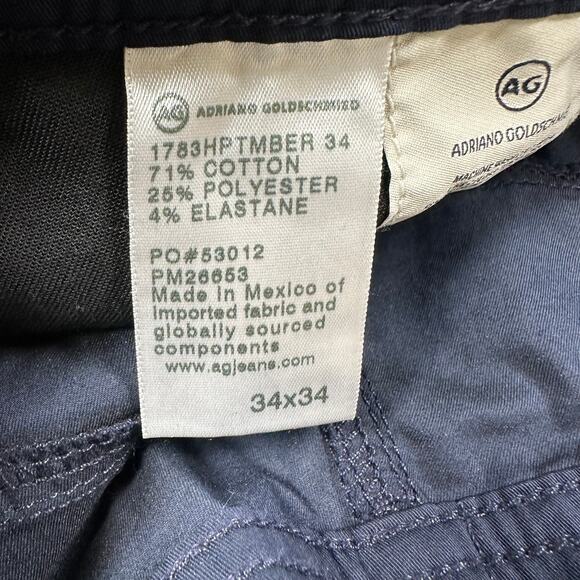 AG ADRIANO GOLDSCHMIED
1783HPTMBER 34
71% COTTON
25% POLYESTER
4% ELASTANE
PO#53012
PM26653
Made in Mexico of
imported fabric and
globally sourced
components
www.agjeans.com
34x34
AG
ADRIANO GOLDSCHMIED
MACHINE